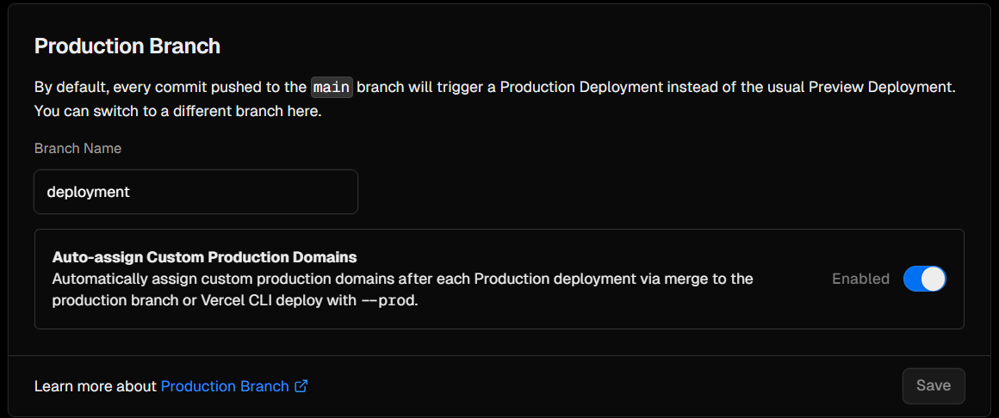 Production Branch
By default, every commit pushed to the main branch will trigger a Production Deployment instead of the usual Preview Deployment.
You can switch to a different branch here.
Branch Name
deployment
Auto-assign Custom Production Domains
Automatically assign custom production domains after each Production deployment via merge to the
production branch or Vercel CLI deploy with --prod.
Enabled
Learn more about Production Branch
Save